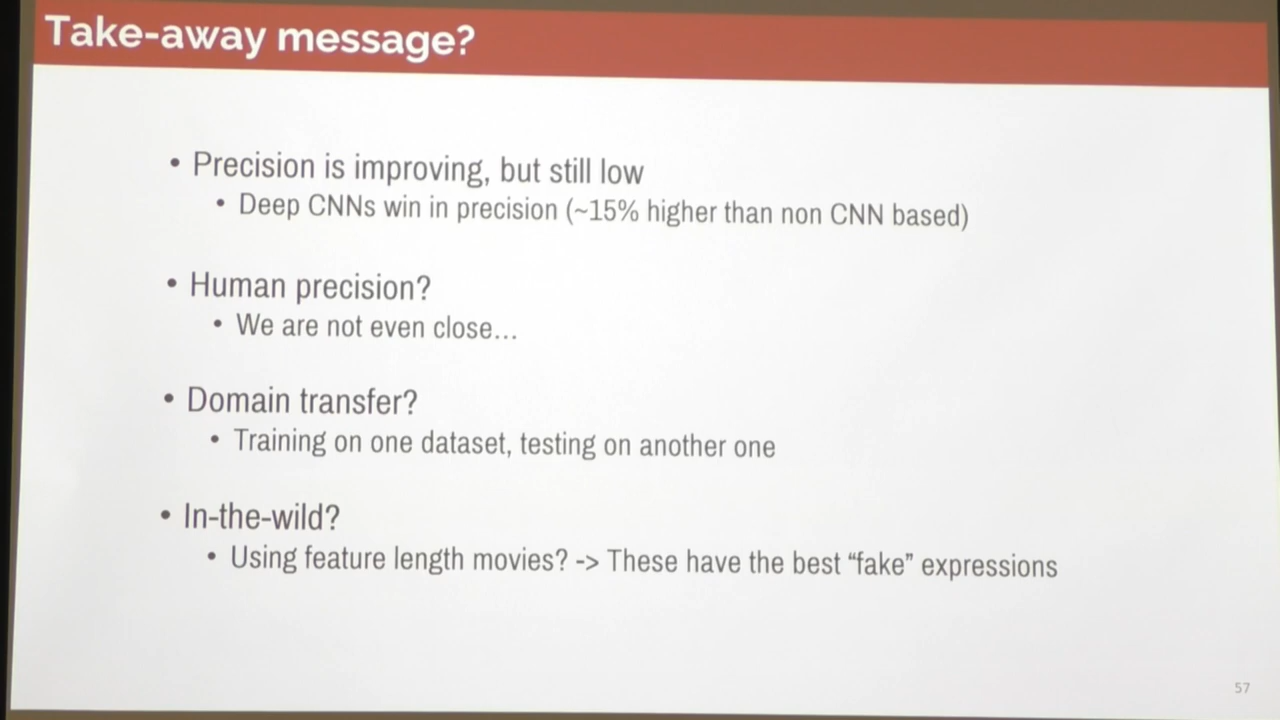 Take-away message?
• Precision is improving, but still low
• Deep CNNs win in precision (~15% higher than non CNN based)
• Human precision?
• We are not even close...
• Domain transfer?
• Training on one dataset, testing on another one
• In-the-wild?
• Using feature length movies? -> These have the best “fake” expressions
57